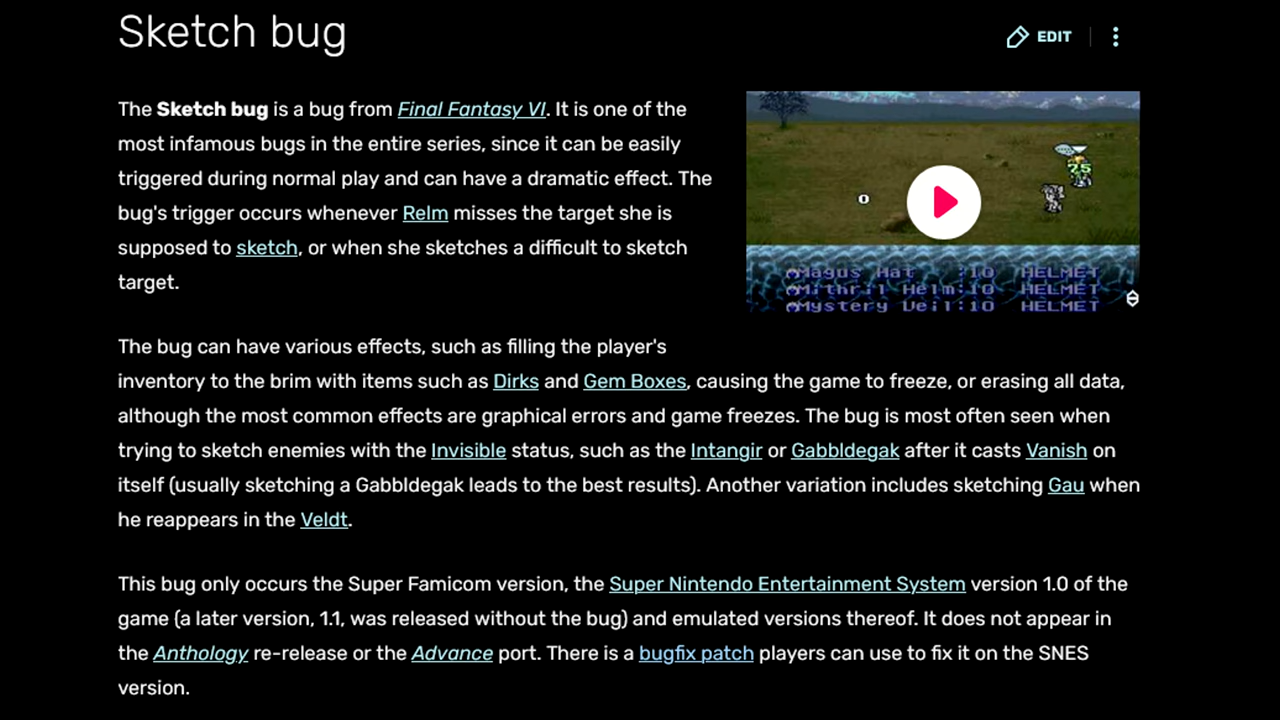 Sketch bug
EDIT
The Sketch bug is a bug from Final Fantasy VI. It is one of the
most infamous bugs in the entire series, since it can be easily
triggered during normal play and can have a dramatic effect. The
bug's trigger occurs whenever Relm misses the target she is
supposed to sketch, or when she sketches a difficult to sketch
target.
25
0
Magus Hat :10 HELMET
Mithril Helm:10 HELMET
Mystery Veil:10 HELMET
The bug can have various effects, such as filling the player's
inventory to the brim with items such as Dirks and Gem Boxes, causing the game to freeze, or erasing all data,
although the most common effects are graphical errors and game freezes. The bug is most often seen when
trying to sketch enemies with the Invisible status, such as the Intangir or Gabbldegak after it casts Vanish on
itself (usually sketching a Gabbldegak leads to the best results). Another variation includes sketching Gau when
he reappears in the Veldt.
This bug only occurs the Super Famicom version, the Super Nintendo Entertainment System version 1.0 of the
game (a later version, 1.1, was released without the bug) and emulated versions thereof. It does not appear in
the Anthology re-release or the Advance port. There is a bugfix patch players can use to fix it on the SNES
version.